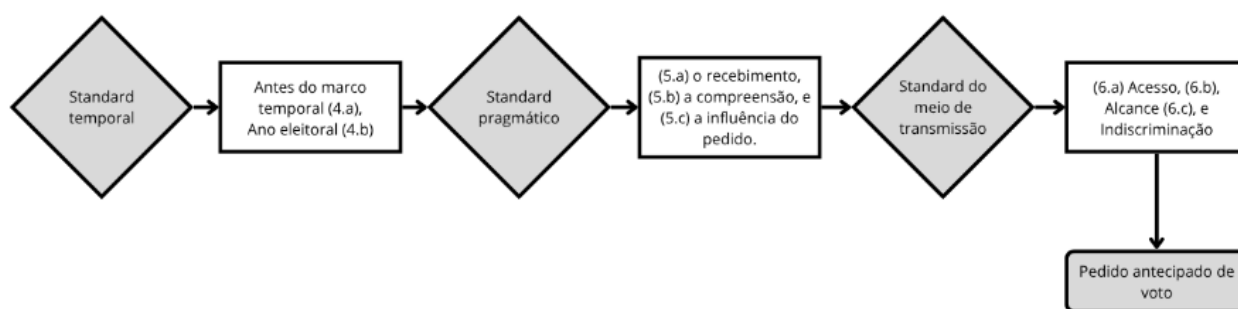 Standard
temporal
Antes do marco
temporal (4.a),
Ano eleitoral (4.b)
Standard
pragmático
(5.a) o recebimento,
(5.b) a compreensão, e
(5.c) a influência do
pedido.
Standard do
meio de
transmissão
(6.a) Acesso, (6.b),
Alcance (6.c), e
Indiscriminação
Pedido antecipado de
voto